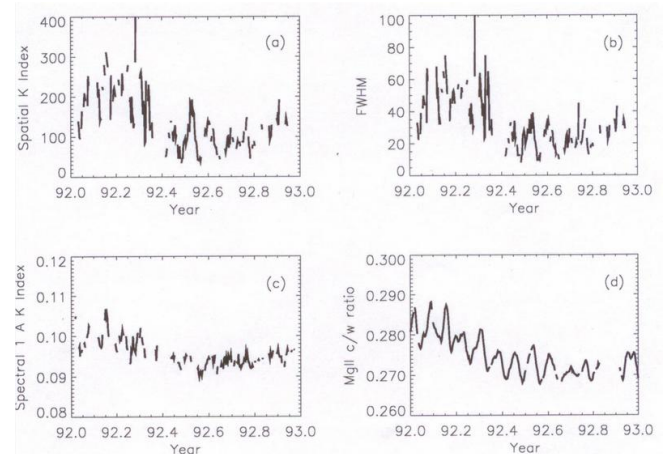 400
300
200
100
0
Spatial K Index
(a)
92.0 92.2 92.4 92.6 92.8 93.0
Year
100
80
60
40
20
0
FWHM
(b)
92.0 92.2 92.4 92.6 92.8 93.0
Year
0.12
0.11
0.10
0.09
0.08
Spectral 1 A K Index
(c)
92.0 92.2 92.4 92.6 92.8 93.0
Year
0.300
0.290
0.280
0.270
0.260
MgII c/w ratio
(d)
92.0 92.2 92.4 92.6 92.8 93.0
Year